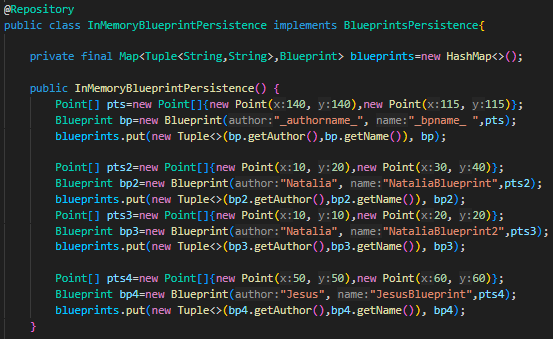 @Repository
public class InMemoryBlueprintPersistence implements BlueprintsPersistence{
private final Map<Tuple<String,String>,Blueprint> blueprints=new HashMap<>();
public InMemoryBlueprintPersistence() {
Point[] pts=new Point[]{new Point(x:140, y:140),new Point(x:115, y:115)};
Blueprint bp=new Blueprint(author:"_authorname_", name:"_bpname_ ",pts);
blueprints.put(new Tuple<>(bp.getAuthor(),bp.getName()), bp);
Point[] pts2=new Point[]{new Point(x:10, y:20),new Point(x:30, y:40)};
Blueprint bp2=new Blueprint(author:"Natalia", name:"NataliaBlueprint",pts2);
blueprints.put(new Tuple<>(bp2.getAuthor(),bp2.getName()), bp2);
Point[] pts3=new Point[]{new Point(x:10, y:10),new Point(x:20, y:20)};
Blueprint bp3=new Blueprint(author:"Natalia", name:"NataliaBlueprint2",pts3);
blueprints.put(new Tuple<>(bp3.getAuthor(),bp3.getName()), bp3);
Point[] pts4=new Point[]{new Point(x:50, y:50),new Point(x:60, y:60)};
Blueprint bp4=new Blueprint(author:"Jesus", name:"JesusBlueprint",pts4);
blueprints.put(new Tuple<>(bp4.getAuthor(),bp4.getName()), bp4);
}